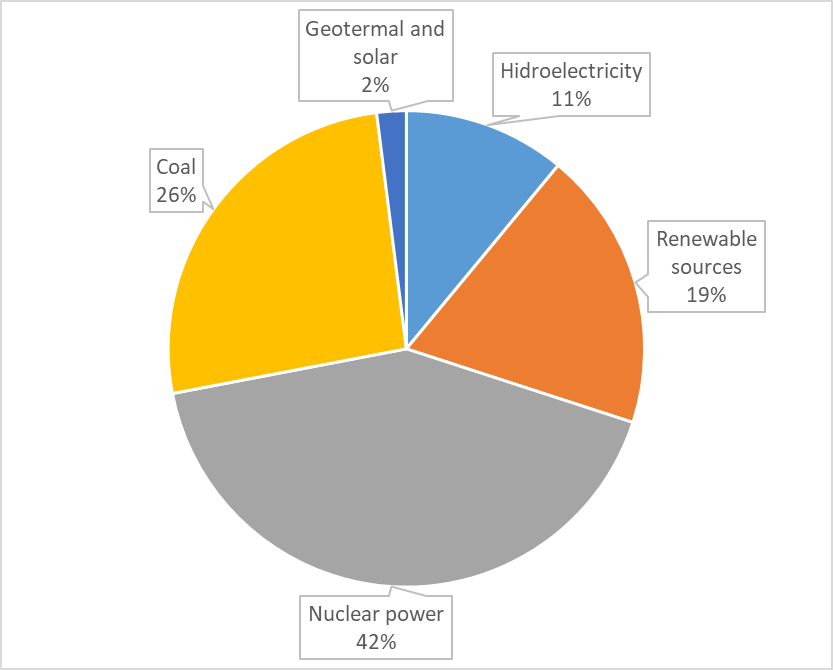 Geotermal and
solar
2%
Hidroelectricity
11%
Coal
26%
Renewable
sources
19%
Nuclear power
42%